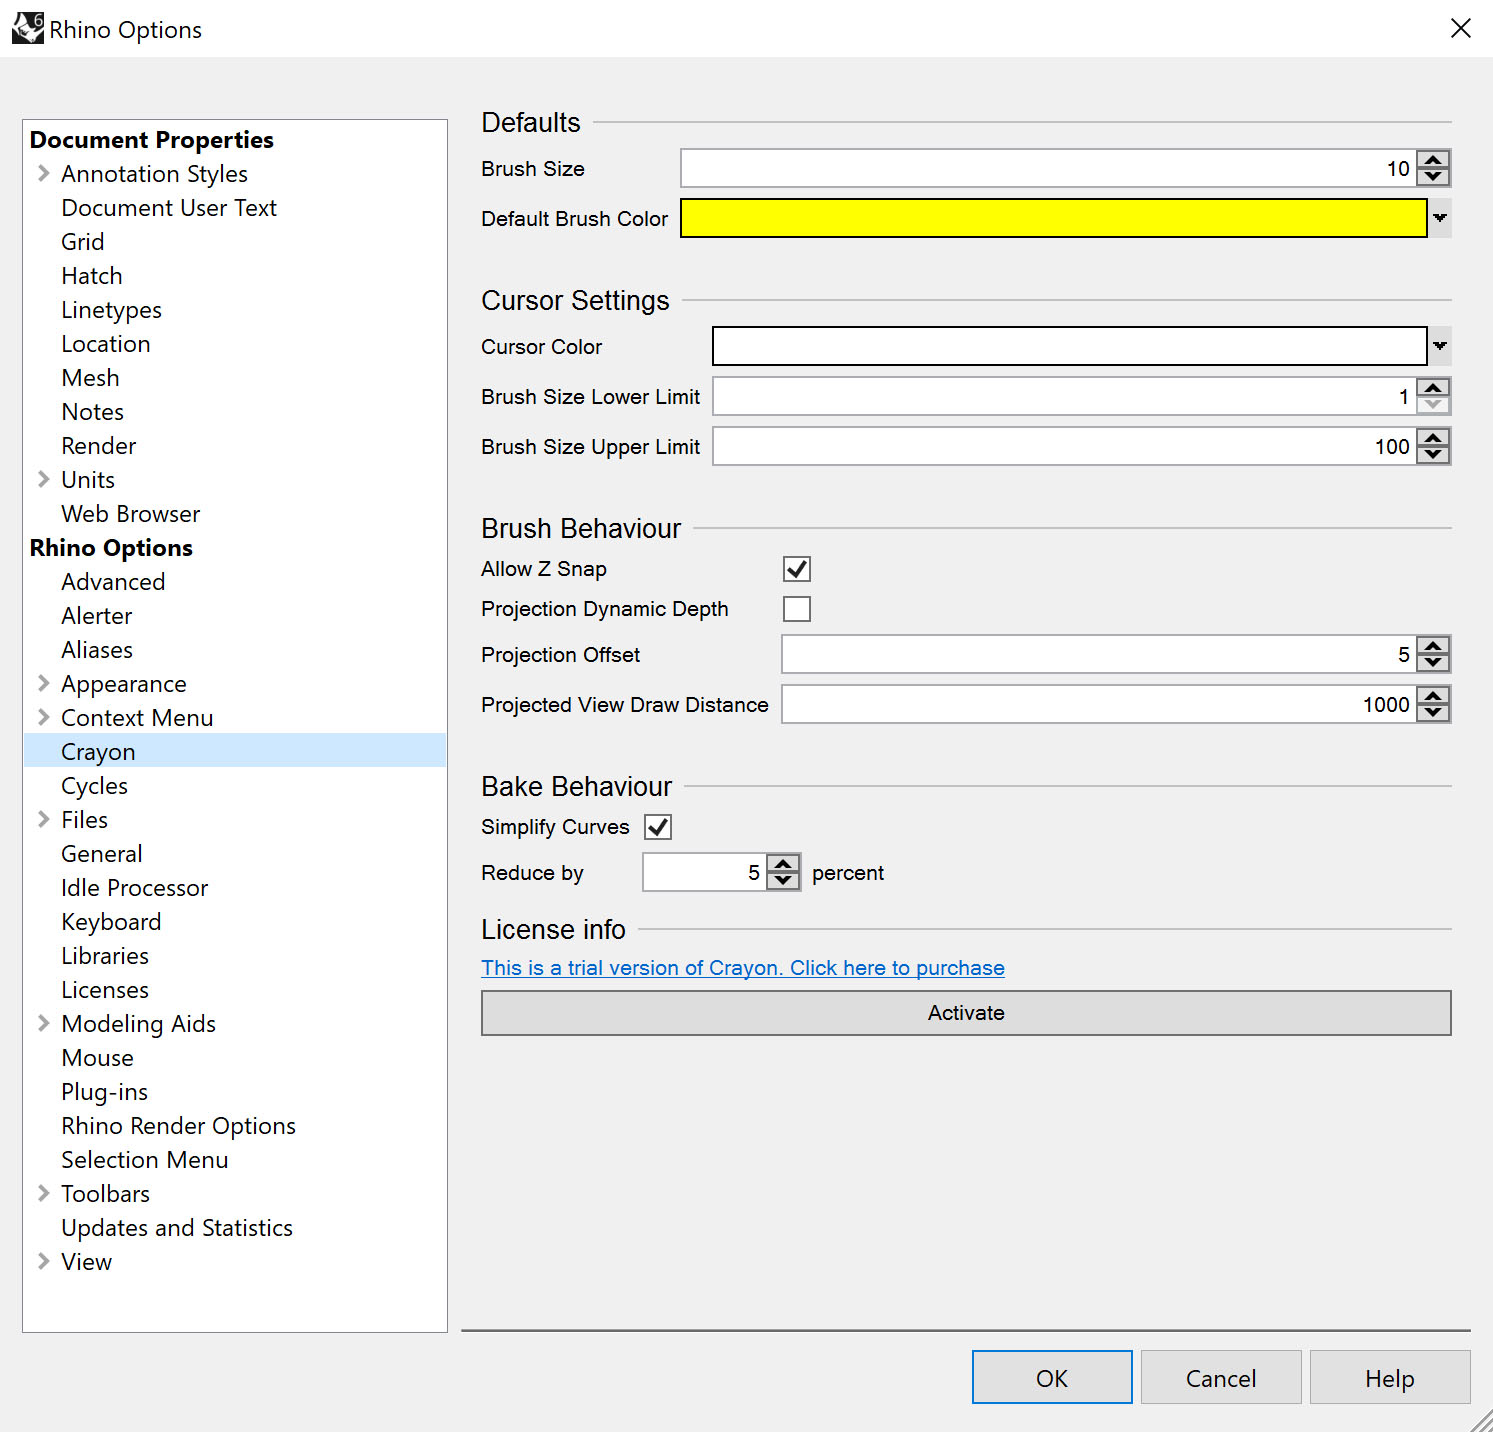 6 Rhino Options
Document Properties
Annotation Styles
Document User Text
Grid
Hatch
Linetypes
Location
Mesh
Notes
Render
Units
Web Browser
Rhino Options
Advanced
Alerter
Aliases
Appearance
Context Menu
Crayon
Cycles
Files
General
Idle Processor
Keyboard
Libraries
Licenses
Modeling Aids
Mouse
Plug-ins
Rhino Render Options
Selection Menu
Toolbars
Updates and Statistics
View
Defaults
Brush Size 10
Default Brush Color
Cursor Settings
Cursor Color
Brush Size Lower Limit 1
Brush Size Upper Limit 100
Brush Behaviour
Allow Z Snap
Projection Dynamic Depth
Projection Offset 5
Projected View Draw Distance 1000
Bake Behaviour
Simplify Curves
Reduce by 5 percent
License info
This is a trial version of Crayon. Click here to purchase
Activate
OK Cancel Help